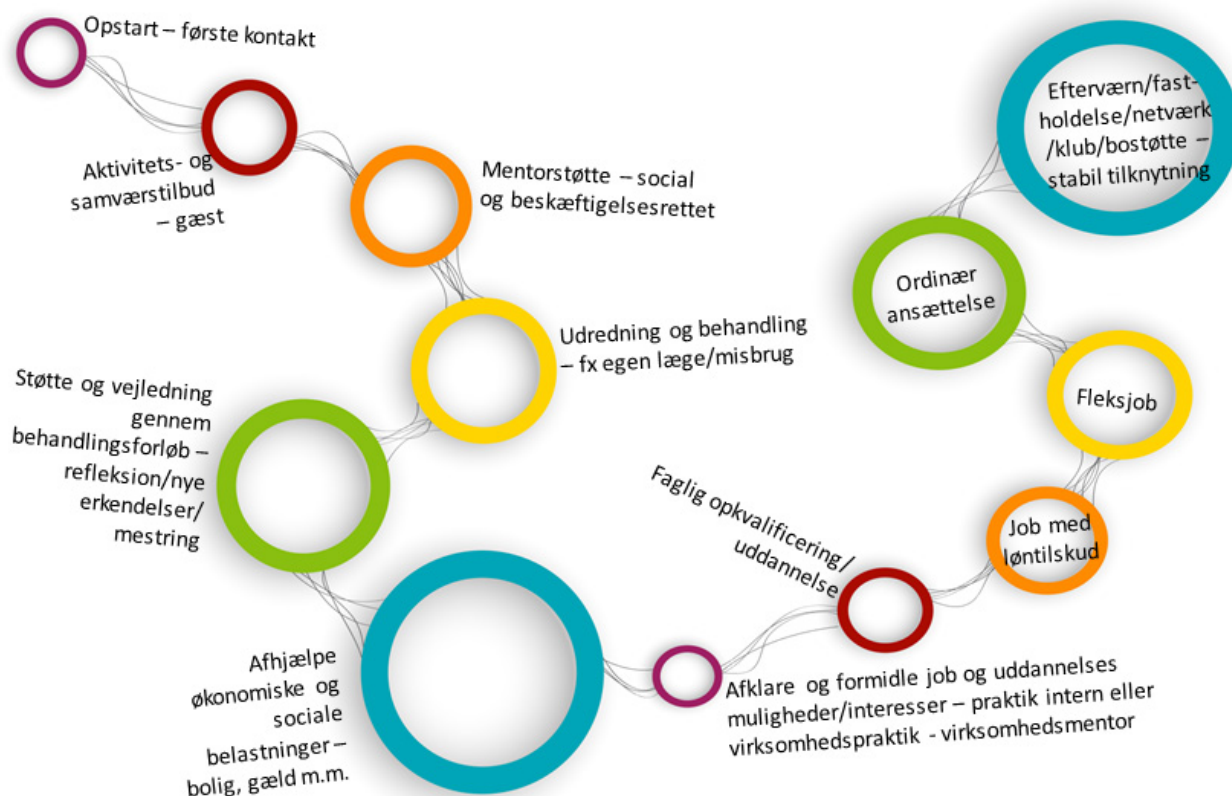 Opstart – første kontakt
Aktivitets- og
samværstilbud
– gæst
Mentorstøtte – social
og beskæftigelsesrettet
Udredning og behandling
– fx egen læge/misbrug
Støtte og vejledning
gennem
behandlingsforløb –
refleksion/nye
erkendelser/
mestring
Afhjælpe
økonomiske og
sociale
belastninger –
bolig, gæld m.m.
Afklare og formidle job og uddannelses
muligheder/interesser – praktik intern eller
virksomhedspraktik - virksomhedsmentor
Faglig opkvalificering/
uddannelse
Job med
løntilskud
Fleksjob
Ordinær
ansættelse
Efterværn/fast-
holdelse/netværk
/klub/bostøtte –
stabil tilknytning